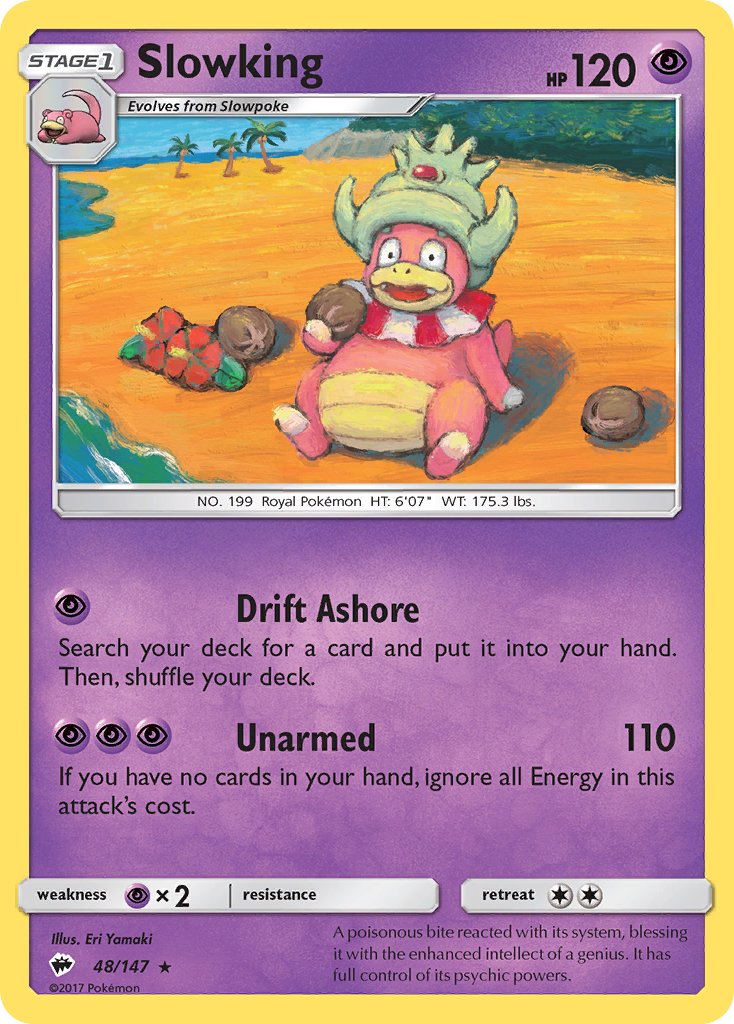 STAGE1
Slowking
HP 120
Evolves from Slowpoke
NO. 199 Royal Pokémon HT: 6'07" WT: 175.3 lbs.
Drift Ashore
Search your deck for a card and put it into your hand.
Then, shuffle your deck.
Unarmed 110
If you have no cards in your hand, ignore all Energy in this
attack's cost.
weakness × 2 resistance retreat
Illus. Eri Yamaki
48/147 ★
©2017 Pokémon
A poisonous bite reacted with its system, blessing
it with the enhanced intellect of a genius. It has
full control of its psychic powers.